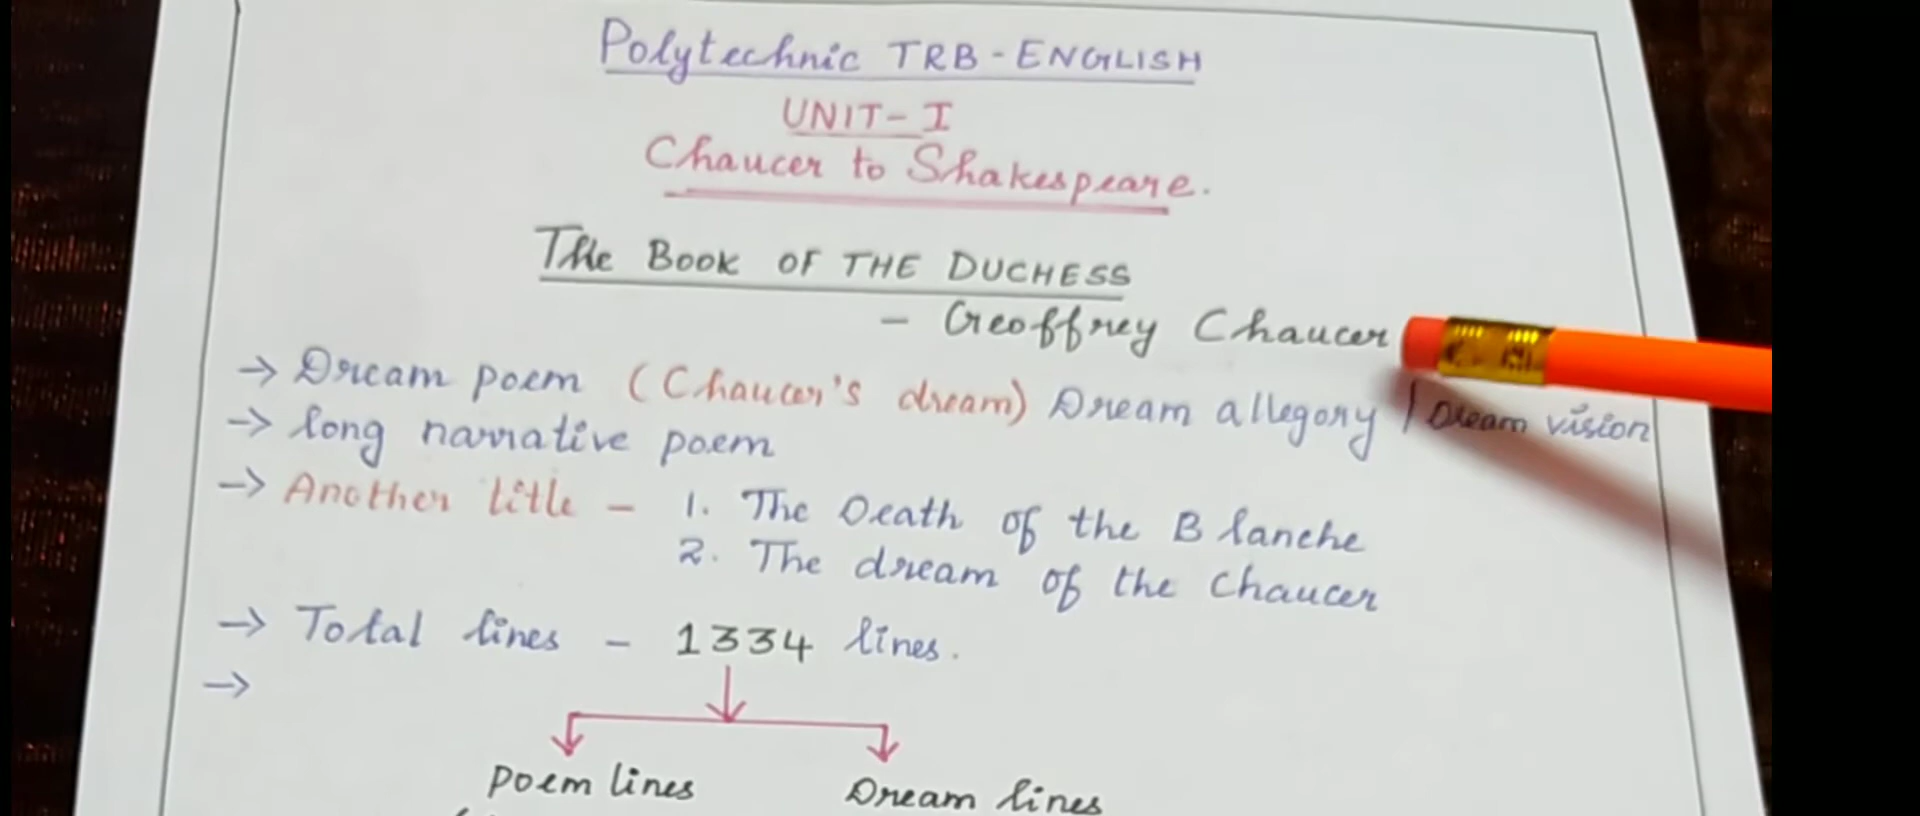 Polytechnic TRB - ENGLISH
UNIT - I
Chaucer to Shakespeare.
The Book OF THE DUCHESS
- Geoffrey Chaucer
→ Dream poem (Chaucer's dream) Dream allegory / Dream vision
→ long narrative poem
→ Another title - 1. The Death of the Blanche
2. The dream of the Chaucer
→ Total lines - 1334 lines.
→
Poem lines Dream lines